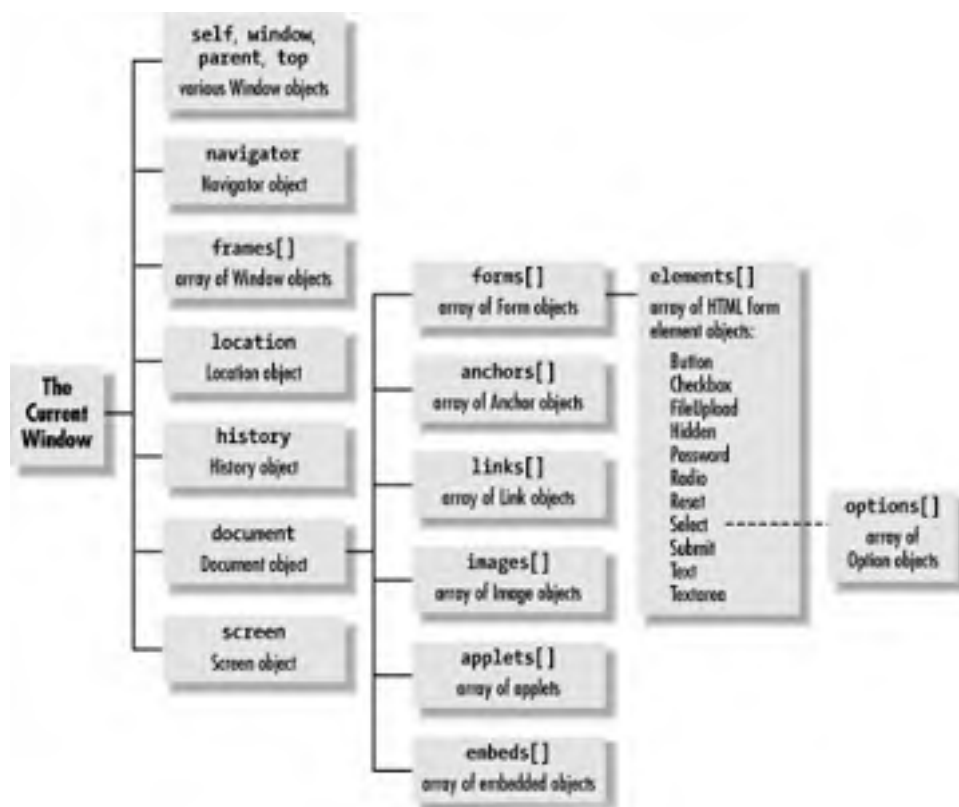 self, window,
parent, top
various Window objects
navigator
Navigator object
frames[]
array of Window objects
location
Location object
The
Current
Window
history
History object
document
Document object
screen
Screen object
forms[]
array of Form objects
anchors[]
array of Anchor objects
links[]
array of Link objects
images[]
array of Image objects
applets[]
array of applets
embeds[]
array of embedded objects
elements[]
array of HTML form
element objects:
Button
Checkbox
FileUpload
Hidden
Password
Radio
Reset
Select
Submit
Text
Textarea
options[]
array of
Option objects